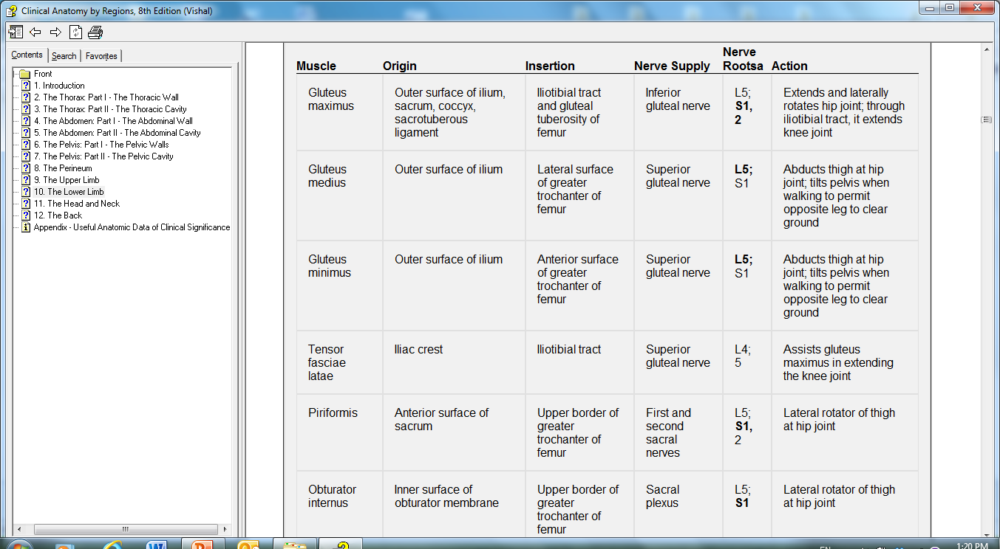 Clinical Anatomy by Regions, 8th Edition (Vishal)
Contents Search Favorites
Front
1. Introduction
2. The Thorax: Part I - The Thoracic Wall
3. The Thorax: Part II - The Thoracic Cavity
4. The Abdomen: Part I - The Abdominal Wall
5. The Abdomen: Part II - The Abdominal Cavity
6. The Pelvis: Part I - The Pelvic Walls
7. The Pelvis: Part II - The Pelvic Cavity
8. The Perineum
9. The Upper Limb
10. The Lower Limb
11. The Head and Neck
12. The Back
Appendix - Useful Anatomic Data of Clinical Significance
Nerve
Muscle Origin Insertion Nerve Supply Rootsa Action
Gluteus Outer surface of ilium, Iliotibial tract Inferior L5; Extends and laterally
maximus sacrum, coccyx, and gluteal gluteal nerve S1, rotates hip joint; through
sacrotuberous tuberosity of 2 iliotibial tract, it extends
ligament femur knee joint
Gluteus Outer surface of ilium Lateral surface Superior L5; Abducts thigh at hip
medius of greater gluteal nerve S1 joint; tilts pelvis when
trochanter of walking to permit
femur opposite leg to clear
ground
Gluteus Outer surface of ilium Anterior surface Superior L5; Abducts thigh at hip
minimus of greater gluteal nerve S1 joint; tilts pelvis when
trochanter of walking to permit
femur opposite leg to clear
ground
Tensor Iliac crest Iliotibial tract Superior L4; Assists gluteus
fasciae gluteal nerve 5 maximus in extending
latae the knee joint
Piriformis Anterior surface of Upper border of First and L5; Lateral rotator of thigh
sacrum greater second S1, at hip joint
trochanter of sacral 2
femur nerves
Obturator Inner surface of Upper border of Sacral L5; Lateral rotator of thigh
internus obturator membrane greater plexus S1 at hip joint
trochanter of
femur
EN 1:20 PM